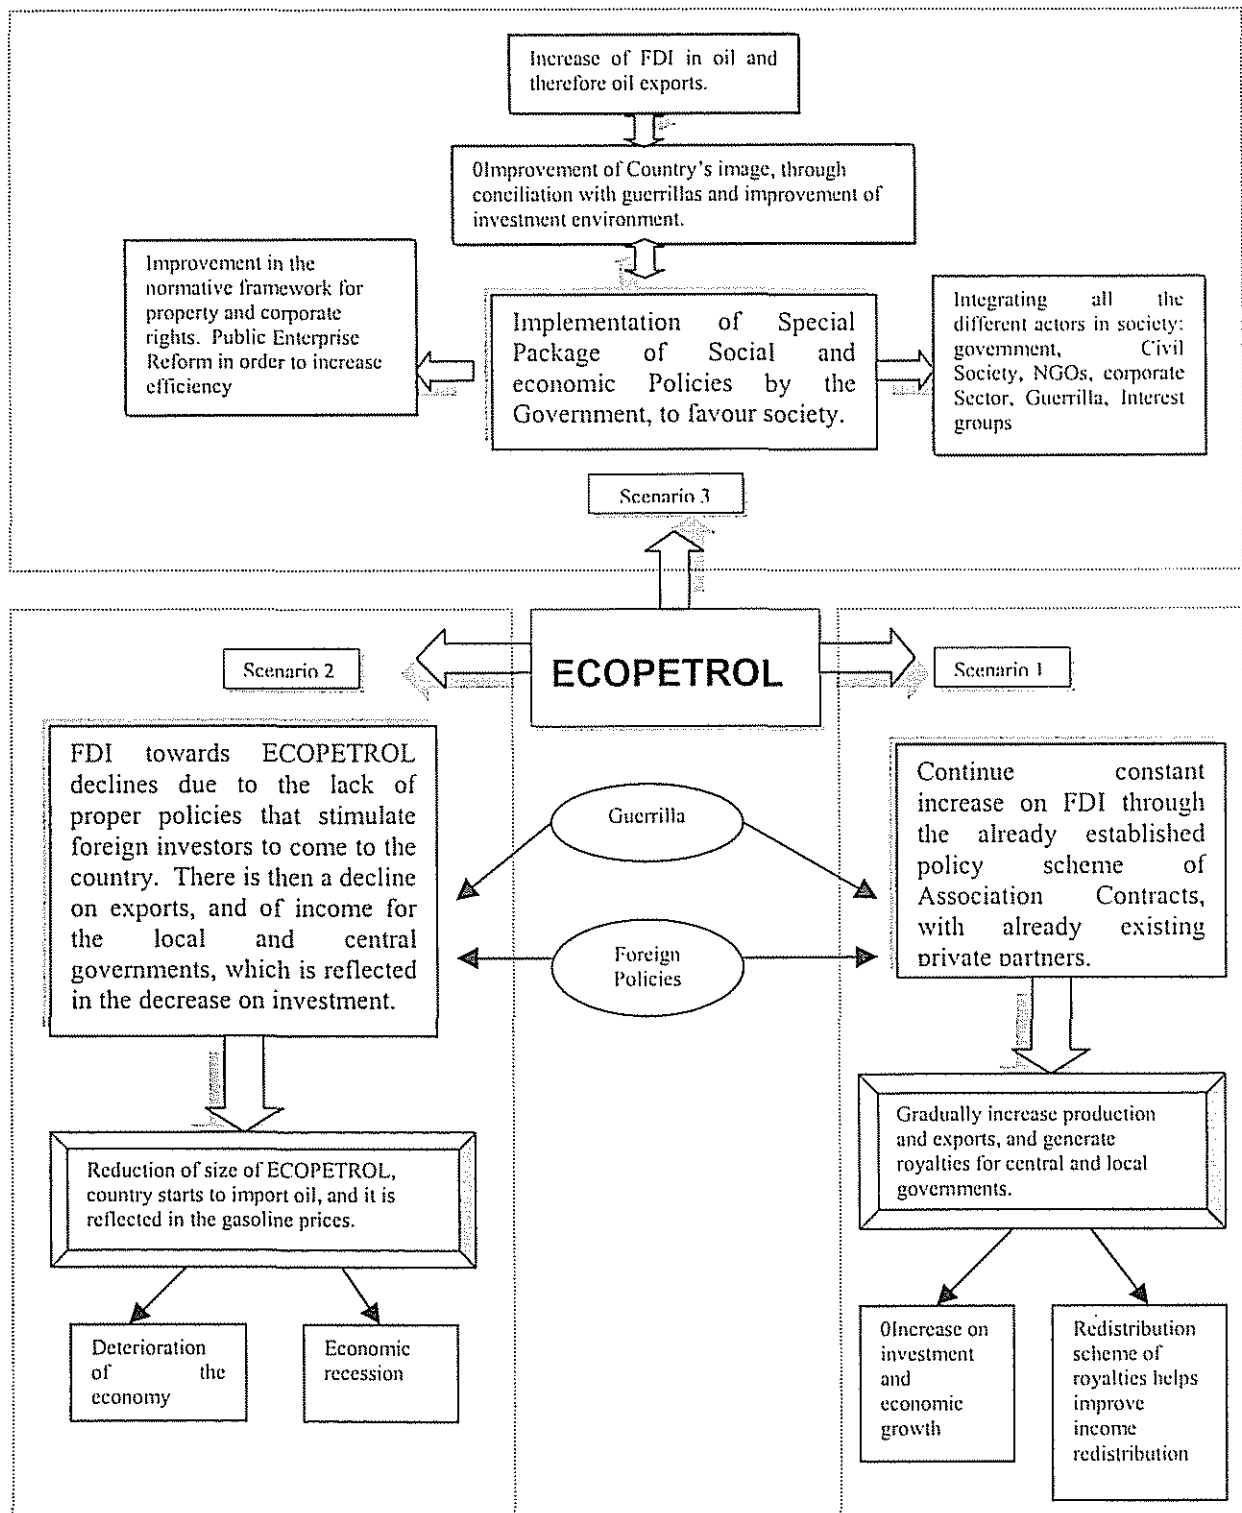 Increase of FDI in oil and
therefore oil exports.
0Improvement of Country's image, through
conciliation with guerrillas and improvement of
investment environment.
Improvement in the
normative framework for
property and corporate
rights. Public Enterprise
Reform in order to increase
efficiency
Implementation of Special
Package of Social and
economic Policies by the
Government, to favour society.
Integrating all the
different actors in society:
government, Civil
Society, NGOs, corporate
Sector, Guerrilla, Interest
groups
Scenario 3
ECOPETROL
Scenario 2
Scenario 1
FDI towards ECOPETROL
declines due to the lack of
proper policies that stimulate
foreign investors to come to the
country. There is then a decline
on exports, and of income for
the local and central
governments, which is reflected
in the decrease on investment.
Guerrilla
Foreign
Policies
Continue constant
increase on FDI through
the already established
policy scheme of
Association Contracts,
with already existing
private partners.
Reduction of size of ECOPETROL,
country starts to import oil, and it is
reflected in the gasoline prices.
Gradually increase production
and exports, and generate
royalties for central and local
governments.
Deterioration
of the
economy
Economic
recession
0Increase on
investment
and
economic
growth
Redistribution
scheme of
royalties helps
improve
income
redistribution